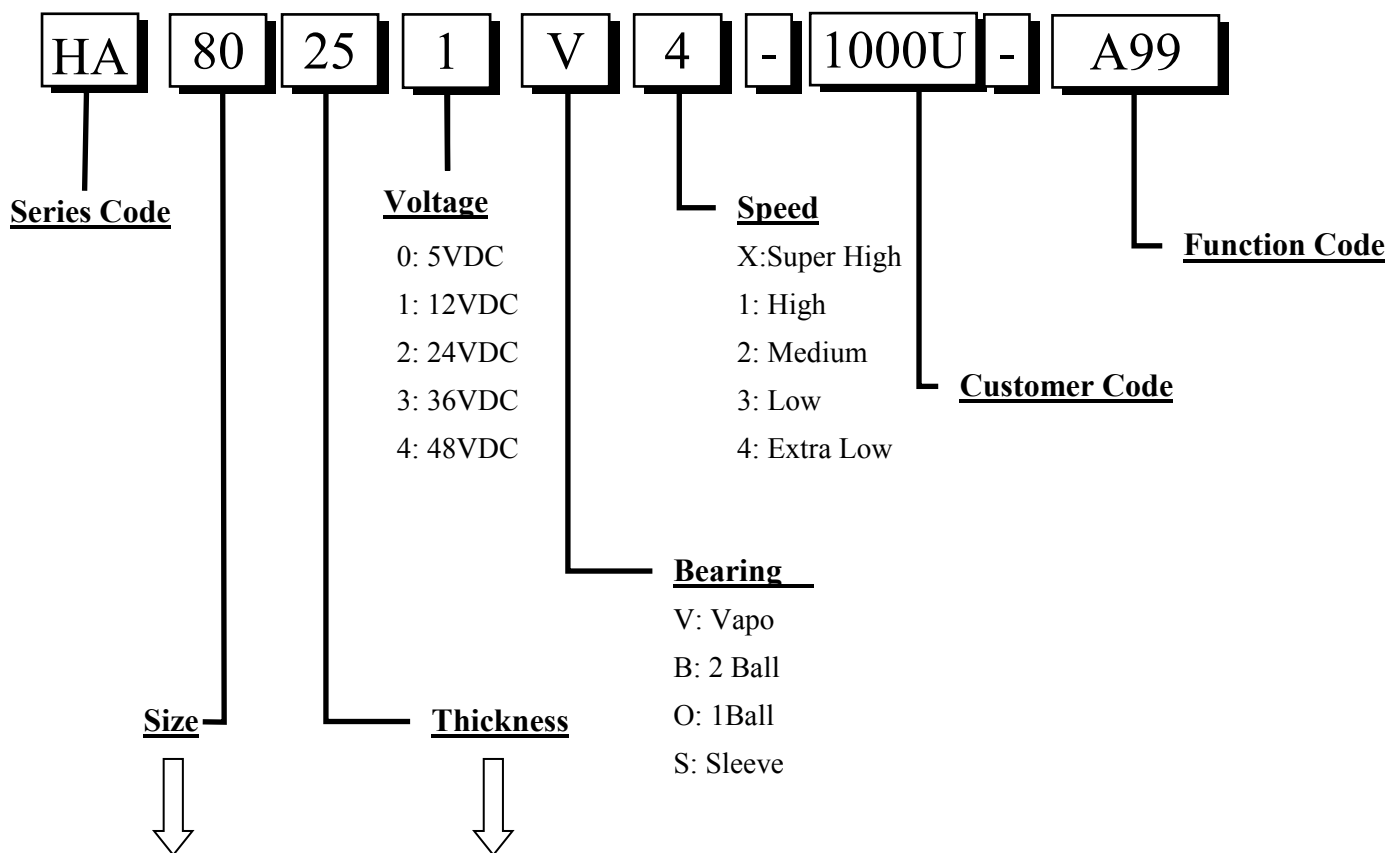 HA 80 25 1 V 4 - 1000U - A99
Series Code
Voltage
0: 5VDC
1: 12VDC
2: 24VDC
3: 36VDC
4: 48VDC
Speed
X:Super High
1: High
2: Medium
3: Low
4: Extra Low
Function Code
Customer Code
Bearing
V: Vapo
B: 2 Ball
O: 1Ball
S: Sleeve
Size
Thickness